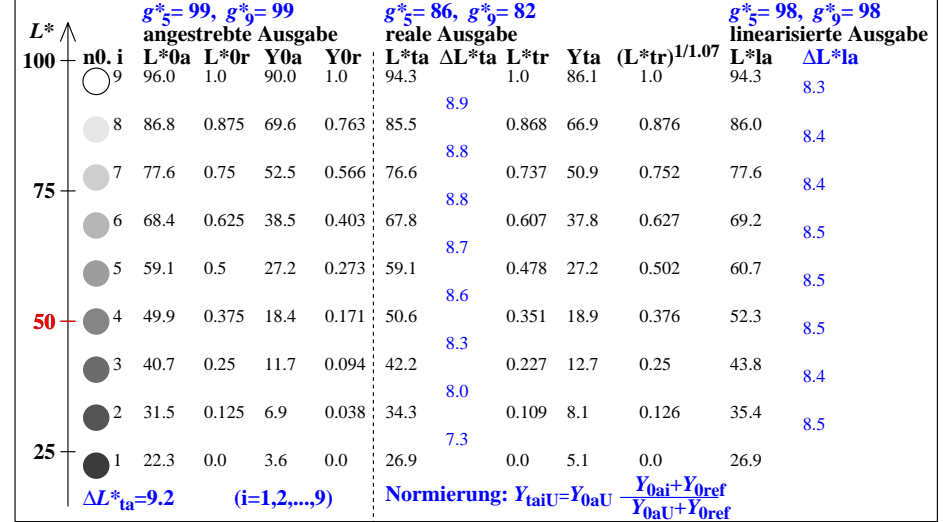 g*5= 99, g*9= 99 g*5= 86, g*9= 82 g*5= 98, g*9= 98
L* angestrebte Ausgabe reale Ausgabe linearisierte Ausgabe
100 n0. i L*0a L*0r Y0a Y0r L*ta ΔL*ta L*tr Yta (L*tr)1/1.07 L*la ΔL*la
9 96.0 1.0 90.0 1.0 94.3 1.0 86.1 1.0 94.3
8.9 8.3
8 86.8 0.875 69.6 0.763 85.5 0.868 66.9 0.876 86.0
8.8 8.4
7 77.6 0.75 52.5 0.566 76.6 0.737 50.9 0.752 77.6
75 8.8 8.4
6 68.4 0.625 38.5 0.403 67.8 0.607 37.8 0.627 69.2
8.7 8.5
5 59.1 0.5 27.2 0.273 59.1 0.478 27.2 0.502 60.7
8.6 8.5
50 4 49.9 0.375 18.4 0.171 50.6 0.351 18.9 0.376 52.3
8.3 8.5
3 40.7 0.25 11.7 0.094 42.2 0.227 12.7 0.25 43.8
8.0 8.4
2 31.5 0.125 6.9 0.038 34.3 0.109 8.1 0.126 35.4
7.3 8.5
25 1 22.3 0.0 3.6 0.0 26.9 0.0 5.1 0.0 26.9
ΔL*ta=9.2 (i=1,2,...,9) Normierung: YtaiU=Y0aU Y0ai+Y0ref
Y0aU+Y0ref